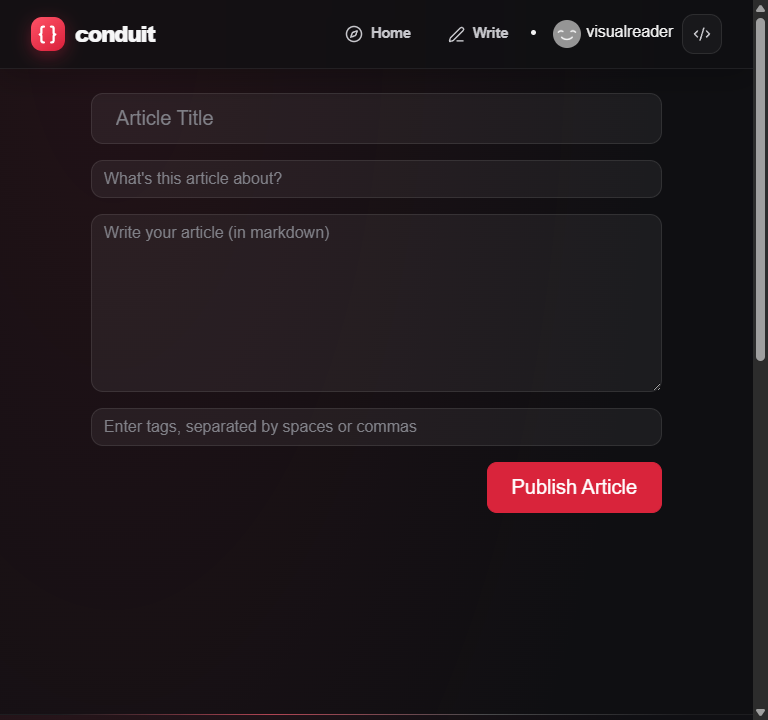 conduit
Home
Write
visualreader
Article Title
What's this article about?
Write your article (in markdown)
Enter tags, separated by spaces or commas
Publish Article